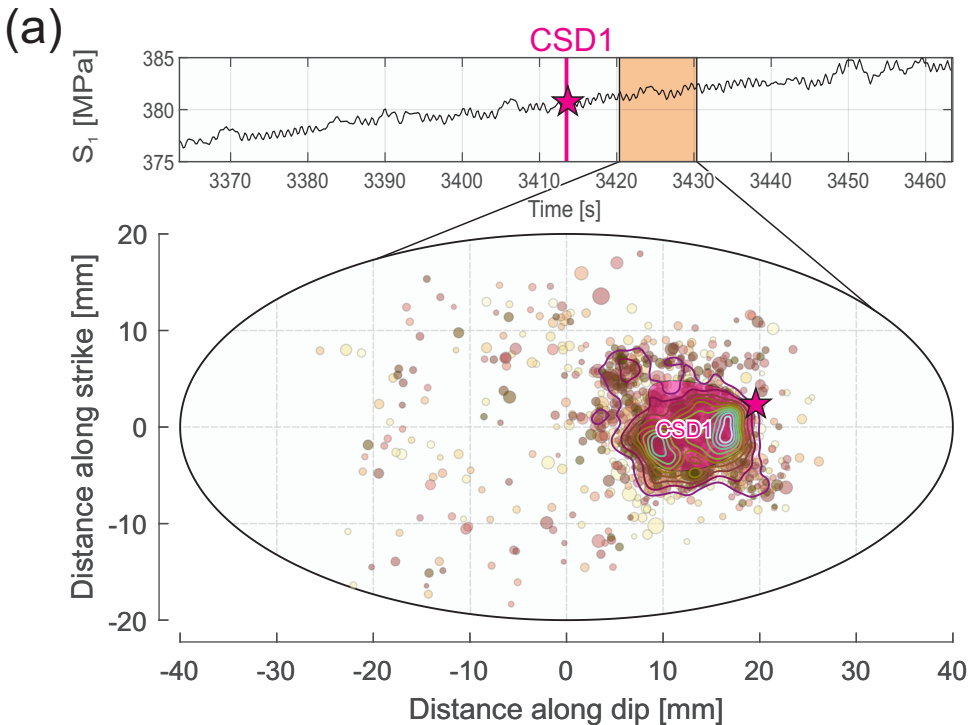 (a)
CSD1
S1 [MPa]
385
380
375
3370 3380 3390 3400 3410 3420 3430 3440 3450 3460
Time [s]
Distance along strike [mm]
20
10
0
-10
-20
CSD1
-40 -30 -20 -10 0 10 20 30 40
Distance along dip [mm]